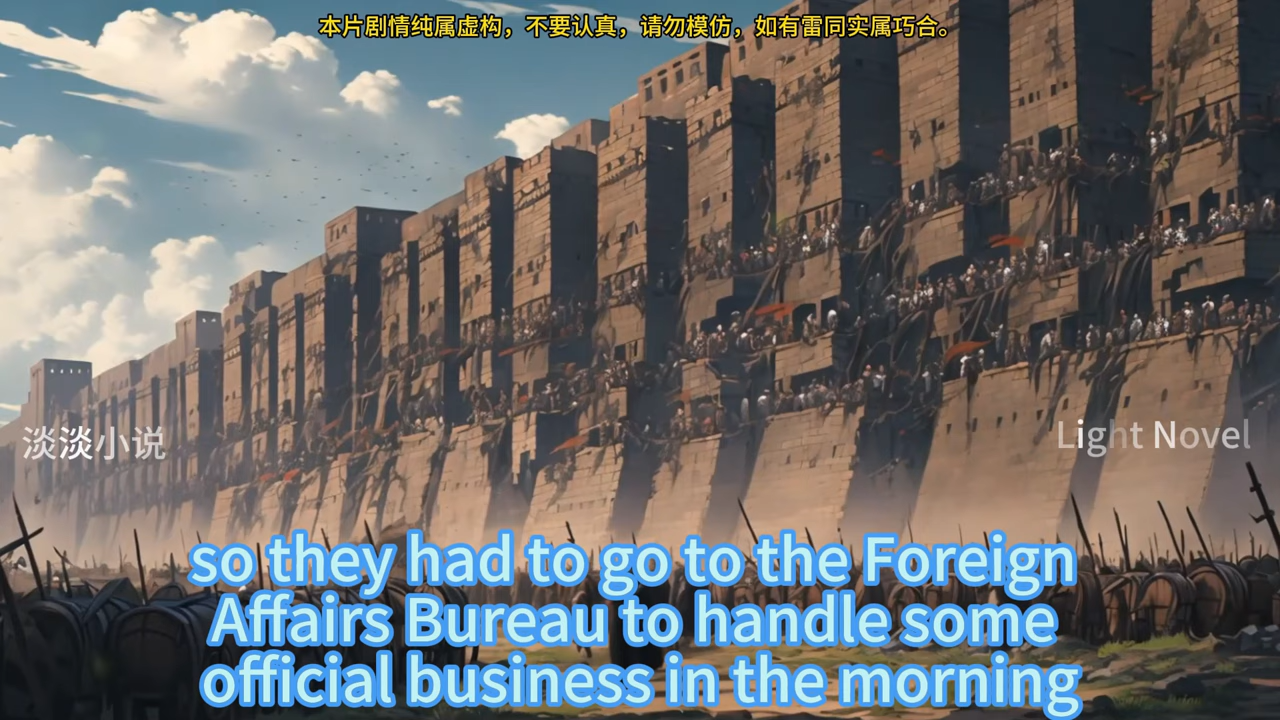 本片剧情纯属虚构，不要认真，请勿模仿，如有雷同实属巧合。
淡淡小说
Light Novel
so they had to go to the Foreign
Affairs Bureau to handle some
official business in the morning